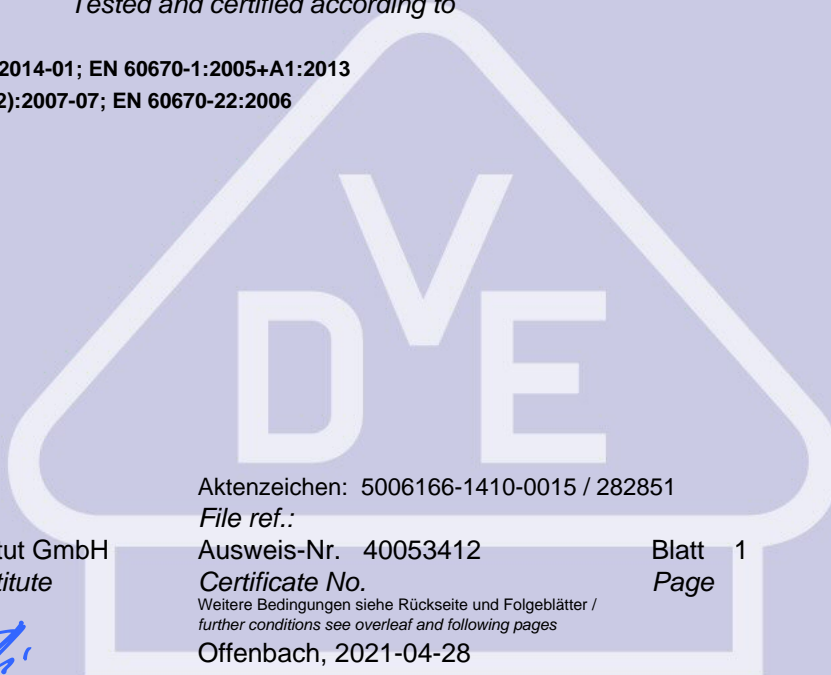 Tested and certified according to
2014-01; EN 60670-1:2005+A1:2013
2):2007-07; EN 60670-22:2006
VDE
Aktenzeichen: 5006166-1410-0015 / 282851
File ref.:
tut GmbH Ausweis-Nr. 40053412 Blatt 1
titute Certificate No. Page
Weitere Bedingungen siehe Rückseite und Folgeblätter /
further conditions see overleaf and following pages
Offenbach, 2021-04-28